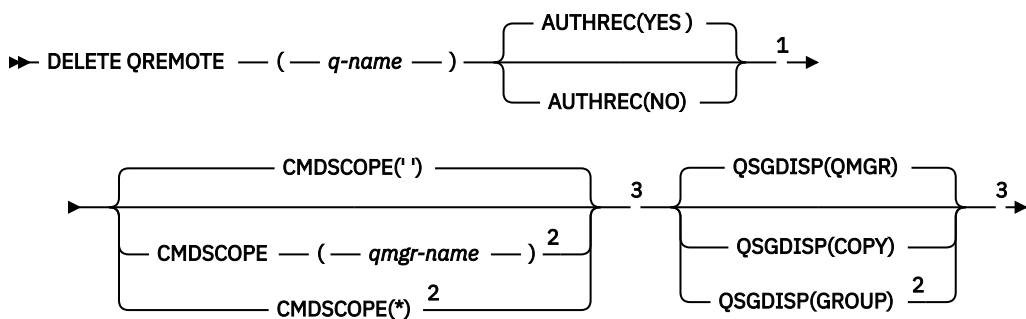 AUTHREC(YES )
DELETE QREMOTE ( q-name )
1
AUTHREC(NO)
CMDSCOPE(' ')
QSGDISP(QMGR)
3
3
CMDSCOPE ( qmgr-name ) 2
QSGDISP(COPY)
CMDSCOPE(*) 2
QSGDISP(GROUP) 2